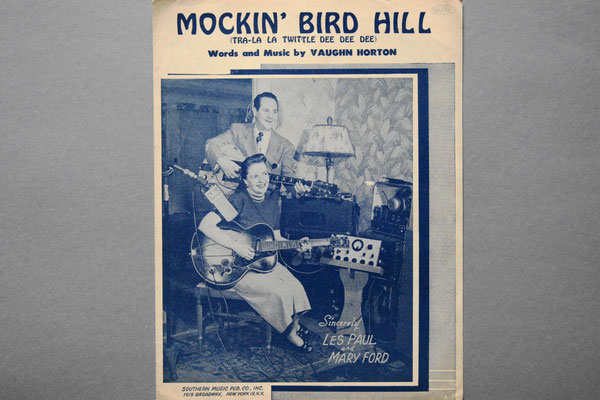 MOCKIN' BIRD HILL
(TRA-LA LA TWITTLE DEE DEE DEE)
Words and Music by VAUGHN HORTON
Sincerely
LES PAUL
and
MARY FORD
SOUTHERN MUSIC PUB. CO., INC.
1619 BROADWAY, NEW YORK 19, N.Y.